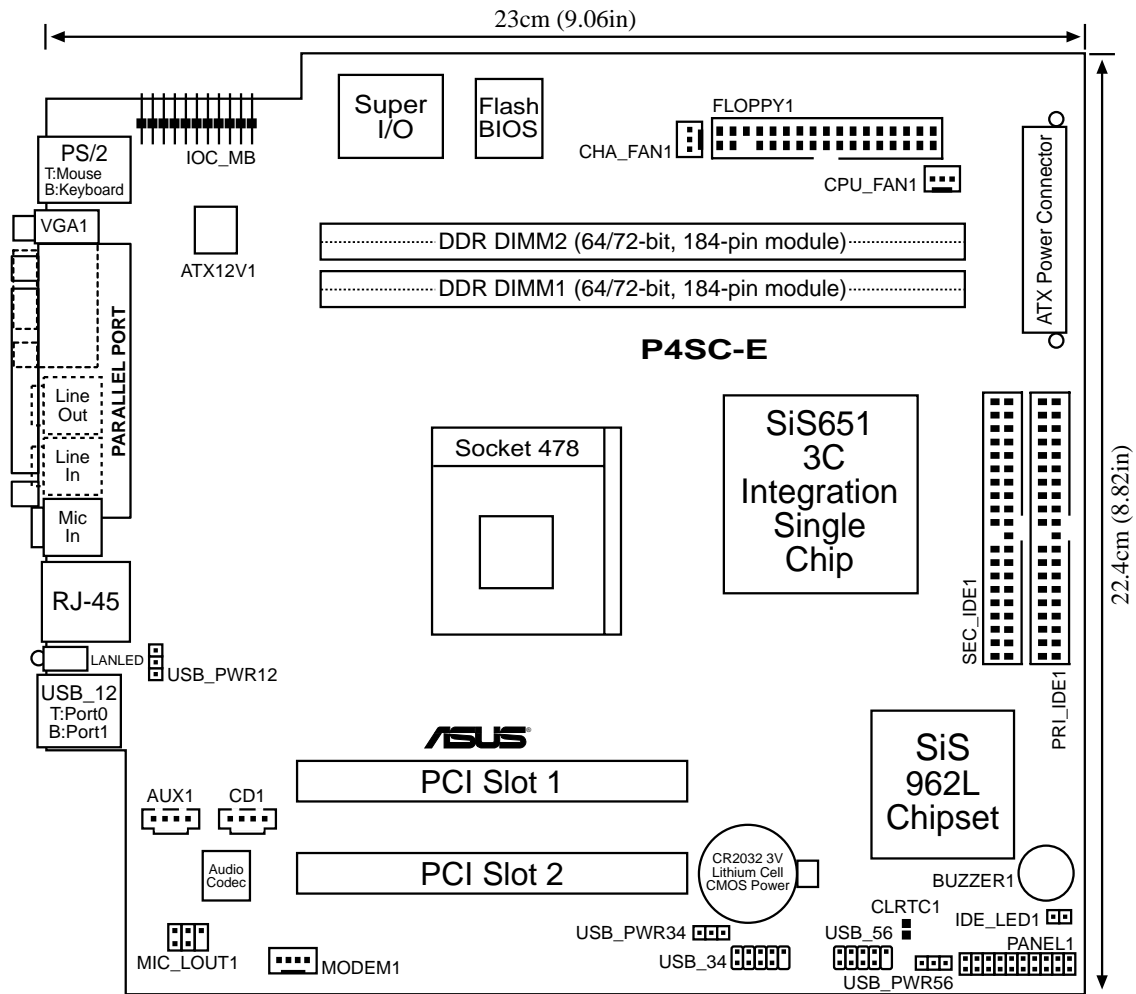 23cm (9.06in)
Super
I/O
Flash
BIOS
FLOPPY1
CHA_FAN1
CPU_FAN1
IOC_MB
PS/2
T:Mouse
B:Keyboard
VGA1
ATX12V1
ATX Power Connector
DDR DIMM2 (64/72-bit, 184-pin module)
DDR DIMM1 (64/72-bit, 184-pin module)
P4SC-E
PARALLEL PORT
Line
Out
Line
In
Mic
In
Socket 478
SiS651
3C
Integration
Single
Chip
SEC_IDE1
PRI_IDE1
22.4cm (8.82in)
RJ-45
LANLED
USB_PWR12
USB_12
T:Port0
B:Port1
ASUS®
SiS
962L
Chipset
PCI Slot 1
AUX1
CD1
Audio
Codec
PCI Slot 2
CR2032 3V
Lithium Cell
CMOS Power
BUZZER1
CLRTC1
IDE_LED1
MIC_LOUT1
MODEM1
USB_PWR34
USB_34
USB_56
USB_PWR56
PANEL1